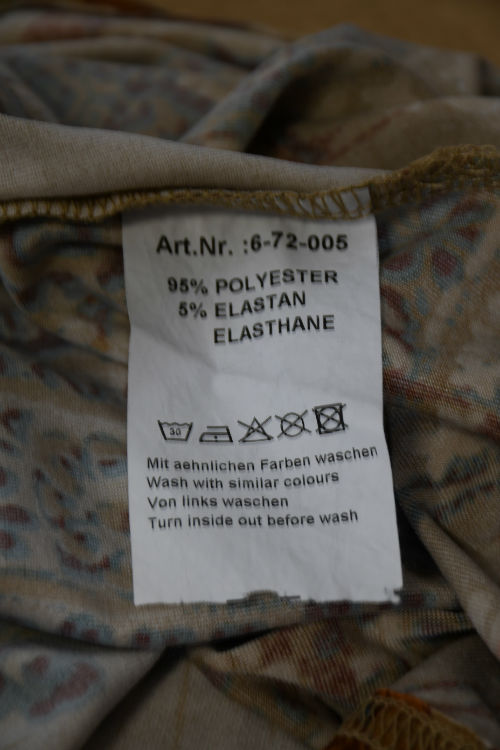 Art.Nr. :6-72-005
95% POLYESTER
5% ELASTAN
ELASTHANE
30
Mit aehnlichen Farben waschen
Wash with similar colours
Von links waschen
Turn inside out before wash